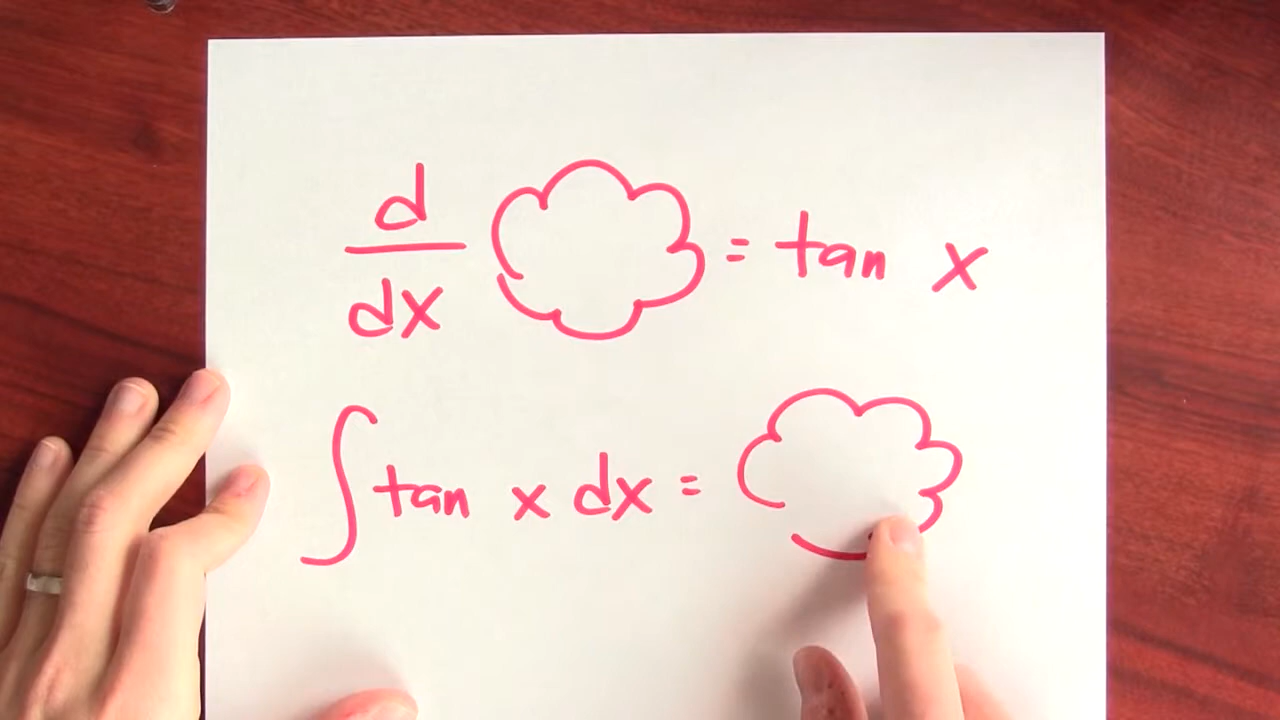 d/dx = tan x
∫ tan x dx =